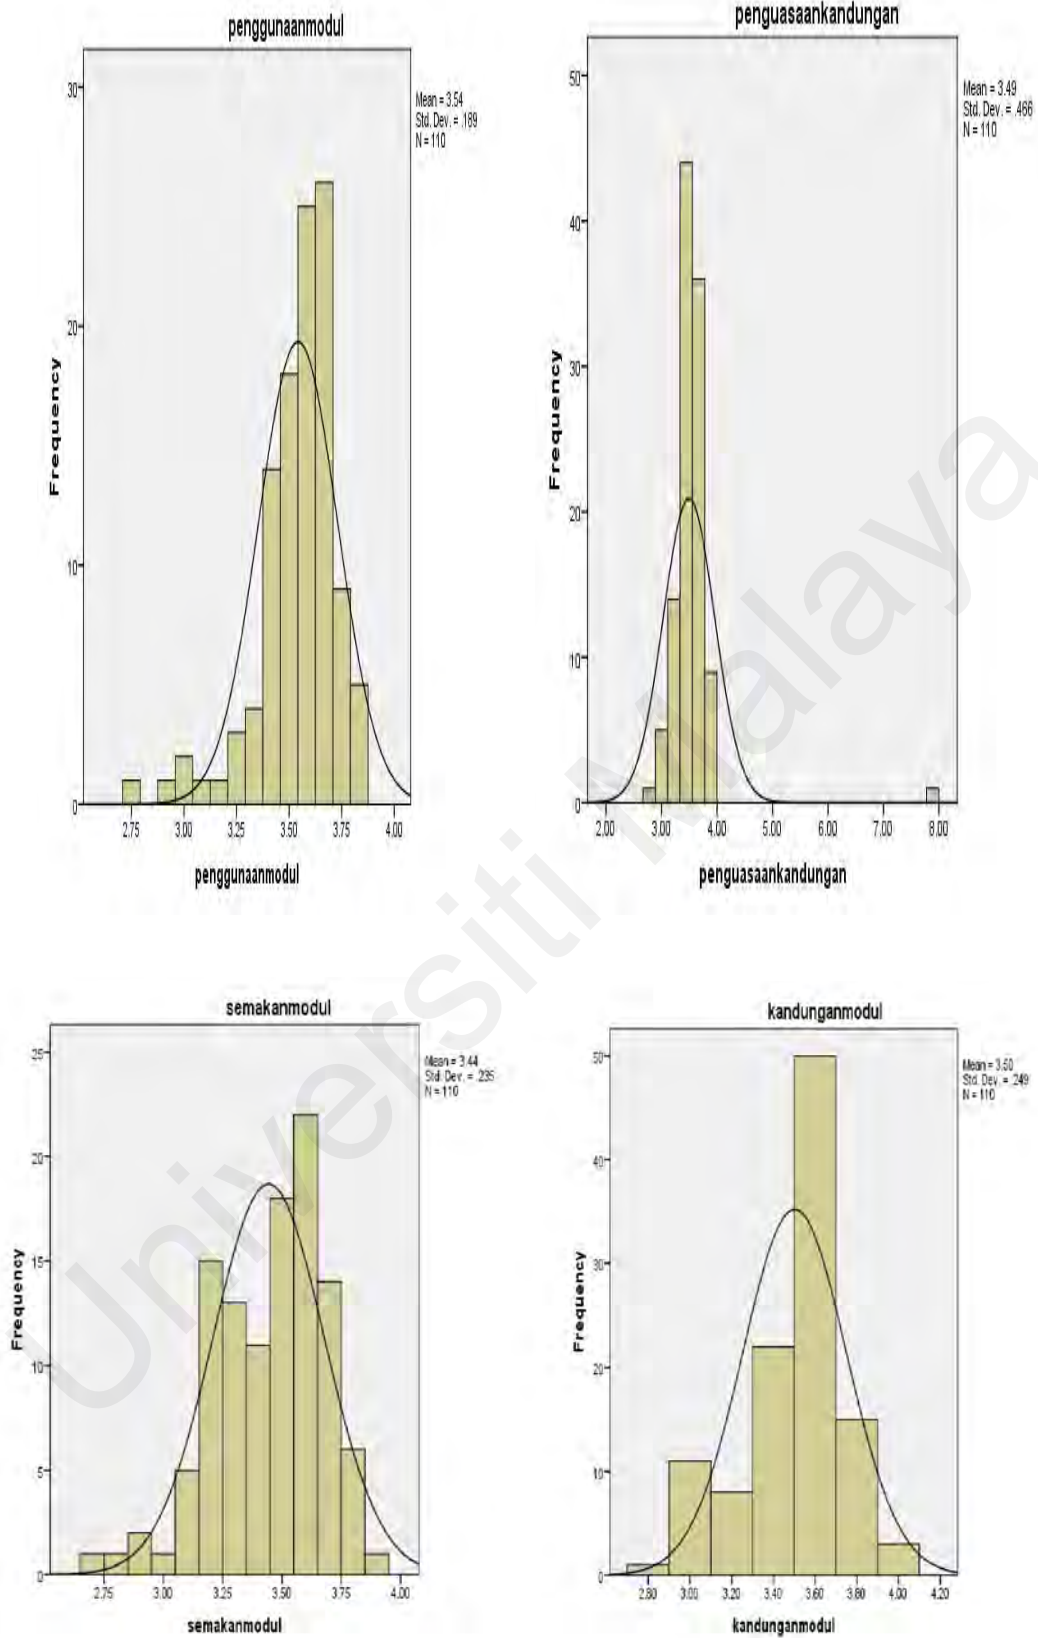 penggunaanmodul
Mean = 3.54
Std. Dev. = .189
N = 110
30
20
10
0
Frequency
2.75 3.00 3.25 3.50 3.75 4.00
penggunaanmodul
penguasaankandungan
Mean = 3.49
Std. Dev. = .466
N = 110
50
40
30
20
10
0
Frequency
2.00 3.00 4.00 5.00 6.00 7.00 8.00
penguasaankandungan
semakanmodul
Mean = 3.44
Std. Dev. = .235
N = 110
25
20
15
10
5
0
Frequency
2.75 3.00 3.25 3.50 3.75 4.00
semakanmodul
kandunganmodul
Mean = 3.50
Std. Dev. = .249
N = 110
50
40
30
20
10
0
Frequency
2.80 3.00 3.20 3.40 3.60 3.80 4.00 4.20
kandunganmodul
Universiti Malaya